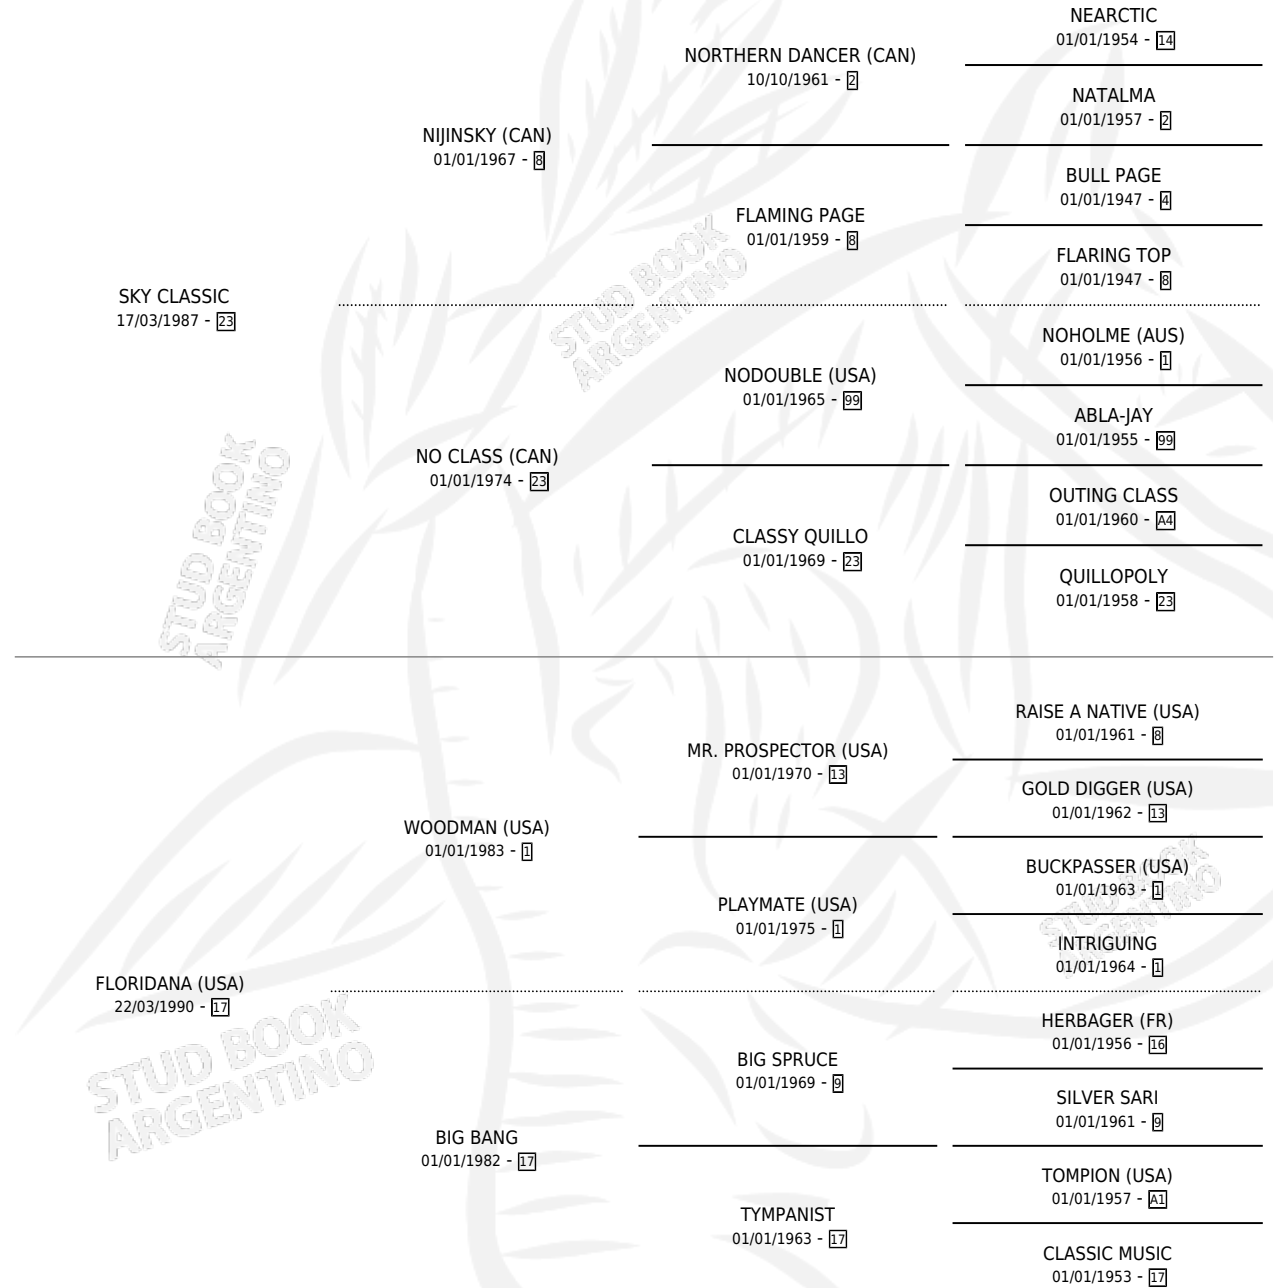 NEARCTIC
01/01/1954 - 14
NORTHERN DANCER (CAN)
10/10/1961 - 2
NATALMA
01/01/1957 - 2
NIJINSKY (CAN)
01/01/1967 - 8
BULL PAGE
01/01/1947 - 4
FLAMING PAGE
01/01/1959 - 8
FLARING TOP
01/01/1947 - 8
SKY CLASSIC
17/03/1987 - 23
NOHOLME (AUS)
01/01/1956 - 1
NODOUBLE (USA)
01/01/1965 - 99
ABLA-JAY
01/01/1955 - 99
NO CLASS (CAN)
01/01/1974 - 23
OUTING CLASS
01/01/1960 - A4
CLASSY QUILLO
01/01/1969 - 23
QUILLOPOLY
01/01/1958 - 23
RAISE A NATIVE (USA)
01/01/1961 - 8
MR. PROSPECTOR (USA)
01/01/1970 - 13
GOLD DIGGER (USA)
01/01/1962 - 13
WOODMAN (USA)
01/01/1983 - 1
BUCKPASSER (USA)
01/01/1963 - 1
PLAYMATE (USA)
01/01/1975 - 1
INTRIGUING
01/01/1964 - 1
FLORIDANA (USA)
22/03/1990 - 17
HERBAGER (FR)
01/01/1956 - 16
BIG SPRUCE
01/01/1969 - 9
SILVER SARI
01/01/1961 - 9
BIG BANG
01/01/1982 - 17
TOMPION (USA)
01/01/1957 - A1
TYMPANIST
01/01/1963 - 17
CLASSIC MUSIC
01/01/1953 - 17
STUD BOOK
ARGENTINO
STUD BOOK
ARGENTINO
STUD BOOK
ARGENTINO
STUD BOOK
ARGENTINO